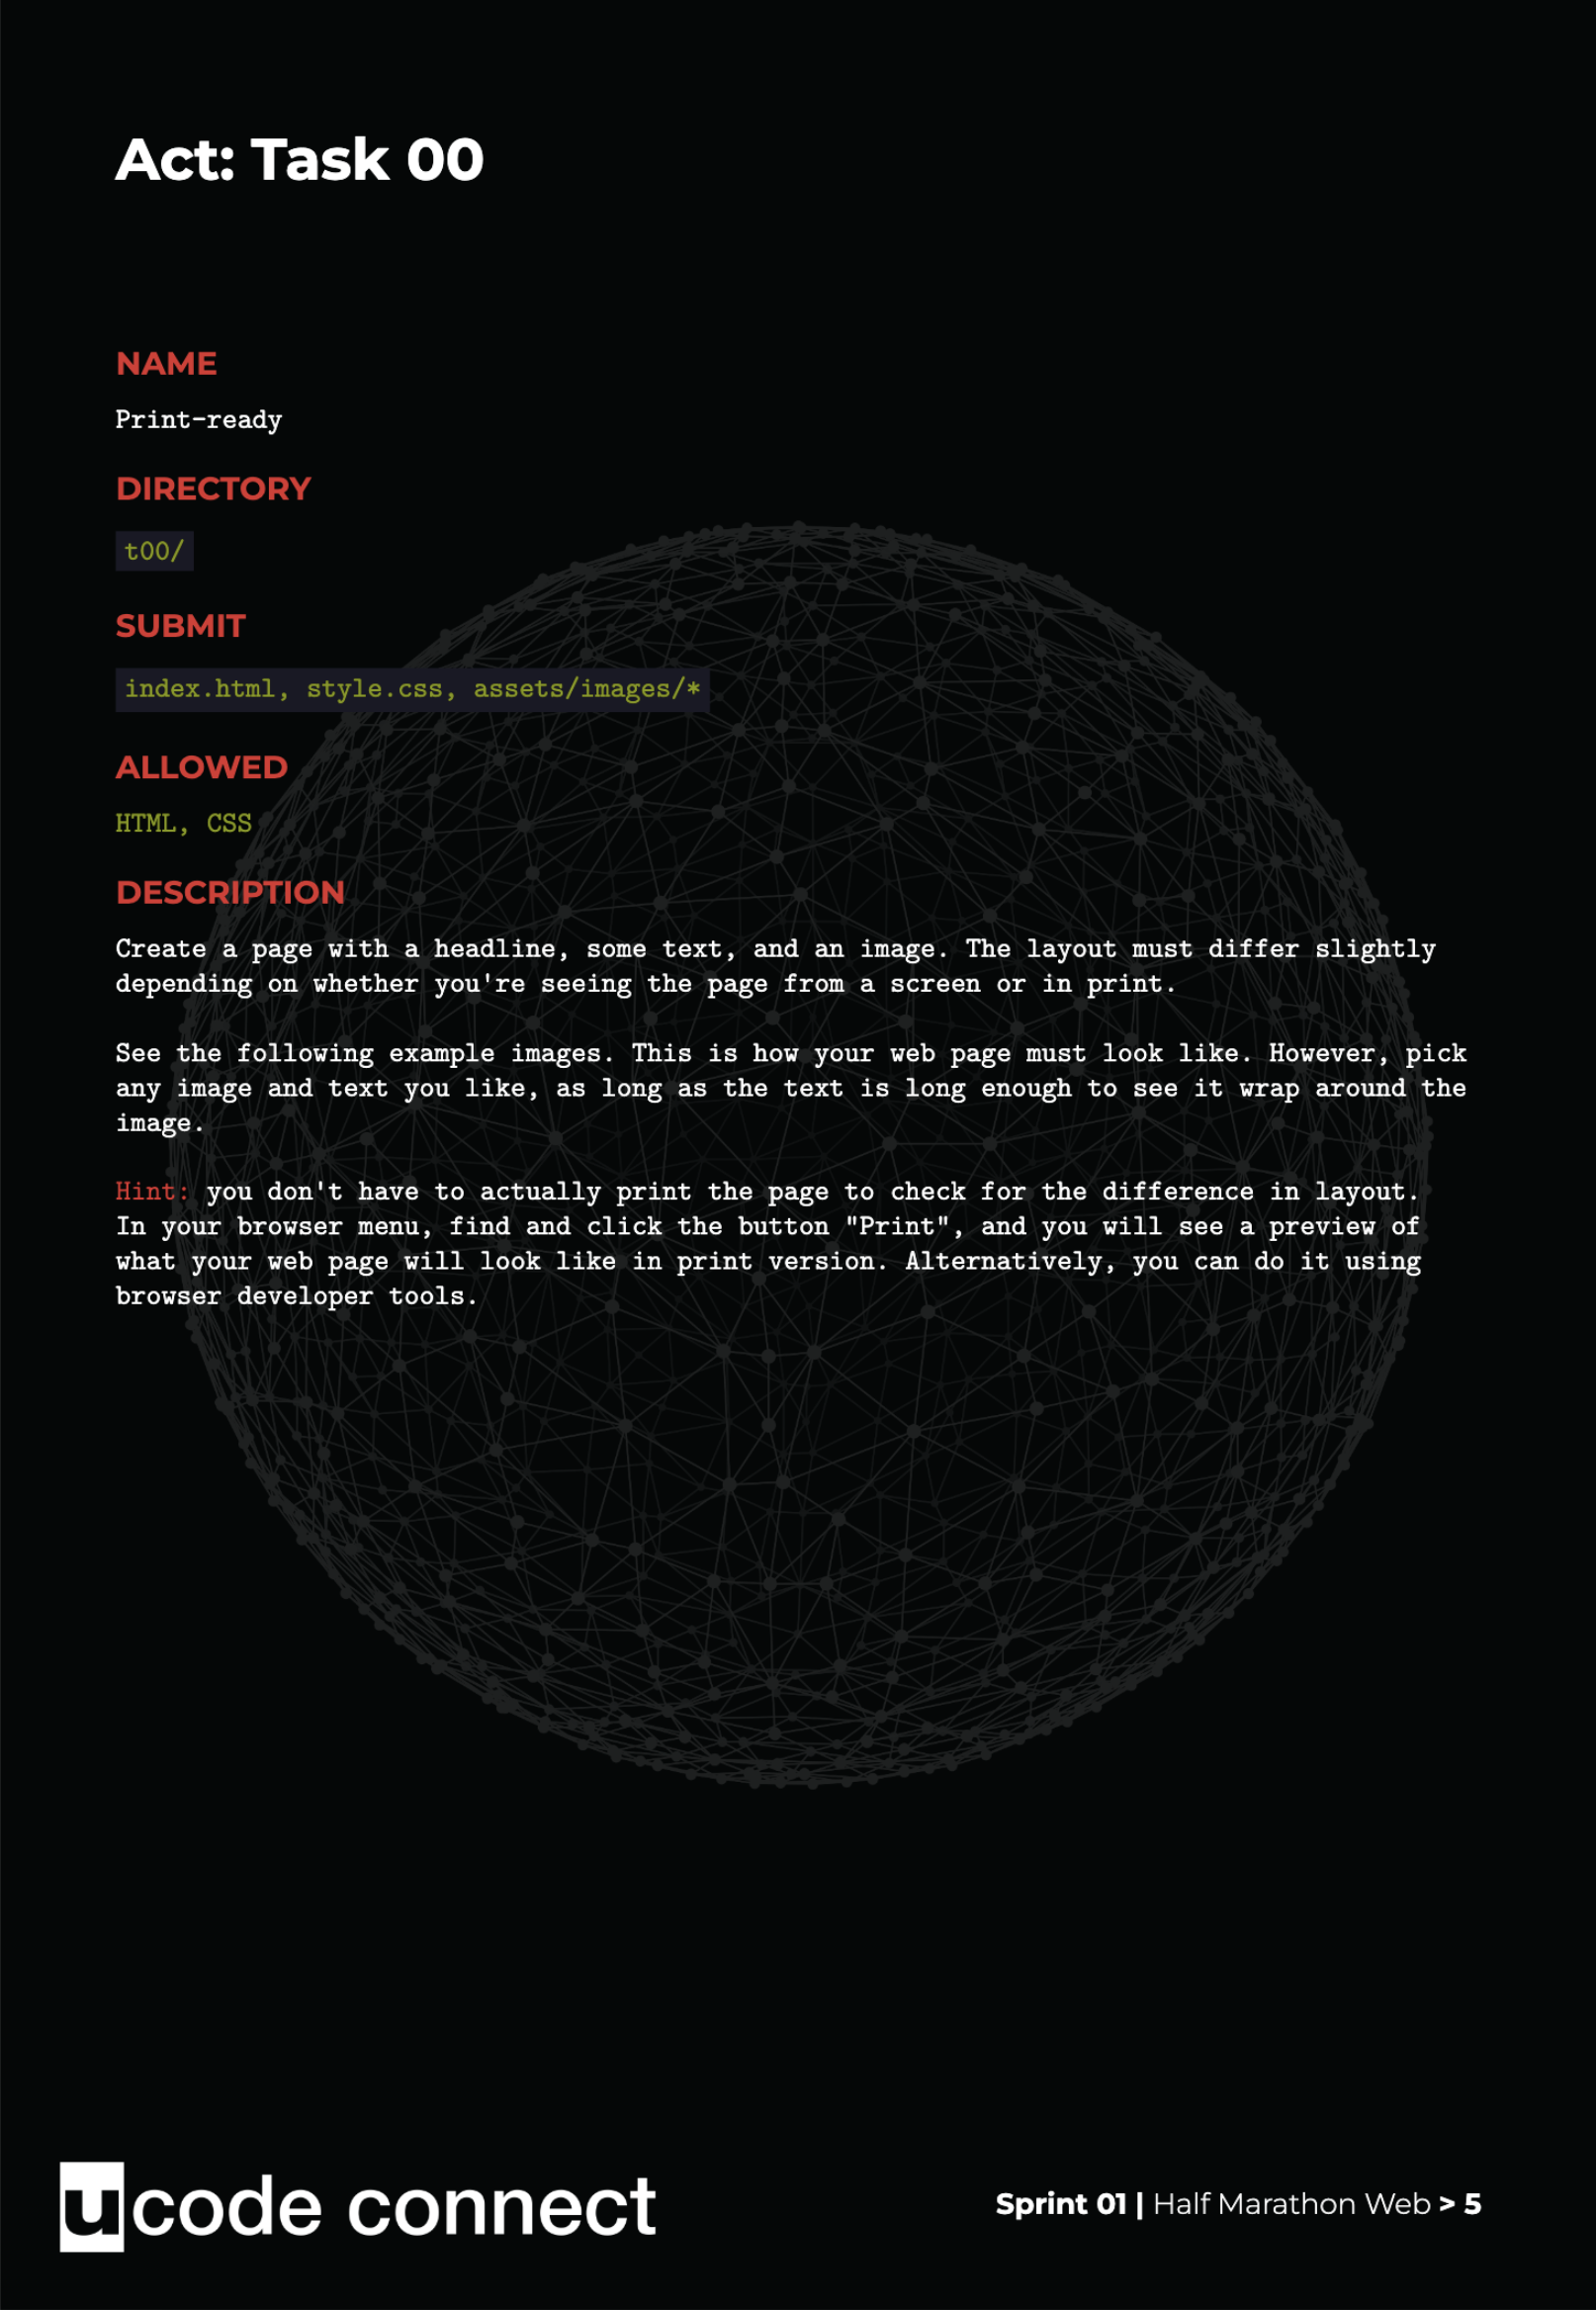 Act: Task 00
NAME
Print-ready
DIRECTORY
t00/
SUBMIT
index.html, style.css, assets/images/*
ALLOWED
HTML, CSS
DESCRIPTION
Create a page with a headline, some text, and an image. The layout must differ slightly
depending on whether you're seeing the page from a screen or in print.
See the following example images. This is how your web page must look like. However, pick
any image and text you like, as long as the text is long enough to see it wrap around the
image.
Hint: you don't have to actually print the page to check for the difference in layout.
In your browser menu, find and click the button "Print", and you will see a preview of
what your web page will look like in print version. Alternatively, you can do it using
browser developer tools.
ucode connect
Sprint 01 | Half Marathon Web > 5